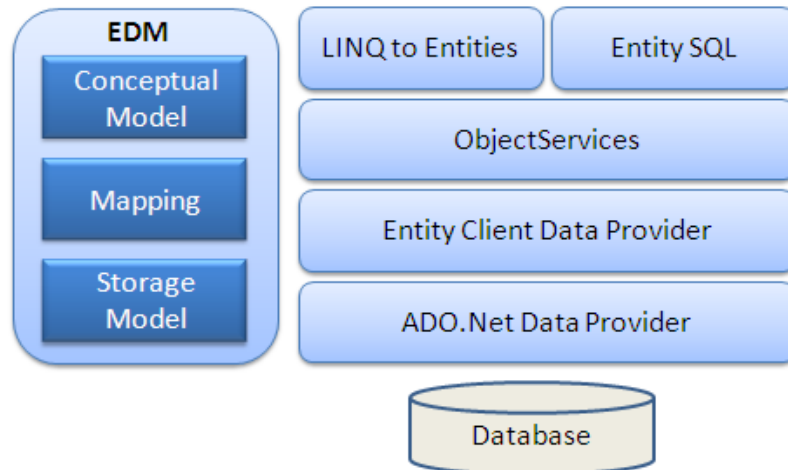 EDM
Conceptual
Model
Mapping
Storage
Model
LINQ to Entities
Entity SQL
ObjectServices
Entity Client Data Provider
ADO.Net Data Provider
Database